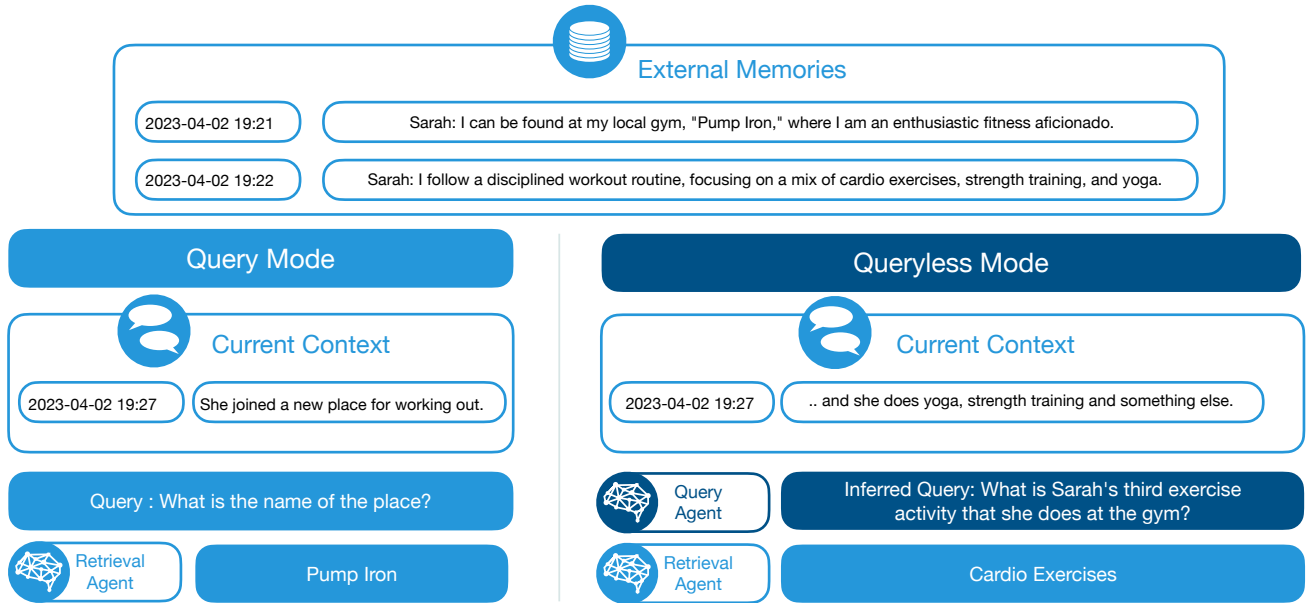 External Memories
2023-04-02 19:21
Sarah: I can be found at my local gym, "Pump Iron," where I am an enthusiastic fitness aficionado.
2023-04-02 19:22
Sarah: I follow a disciplined workout routine, focusing on a mix of cardio exercises, strength training, and yoga.
Query Mode
Current Context
2023-04-02 19:27
She joined a new place for working out.
Query : What is the name of the place?
Retrieval
Agent
Pump Iron
Queryless Mode
Current Context
2023-04-02 19:27
.. and she does yoga, strength training and something else.
Query
Agent
Inferred Query: What is Sarah's third exercise
activity that she does at the gym?
Retrieval
Agent
Cardio Exercises